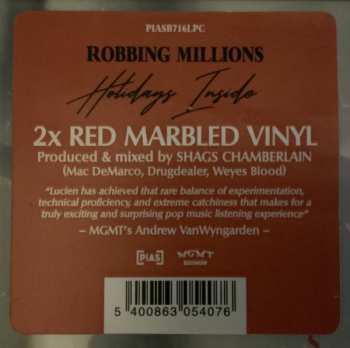 PIASB716LPC
ROBBING MILLIONS
Holidays Inside
2x RED MARBLED VINYL
Produced & mixed by SHAGS CHAMBERLAIN
(Mac DeMarco, Drugdealer, Weyes Blood)
“Lucien has achieved that rare balance of experimentation,
technical proficiency, and extreme catchiness that makes for a
truly exciting and surprising pop music listening experience”
– MGMT’s Andrew VanWyngarden –
[PIAS] MGMT
5 400863 054076